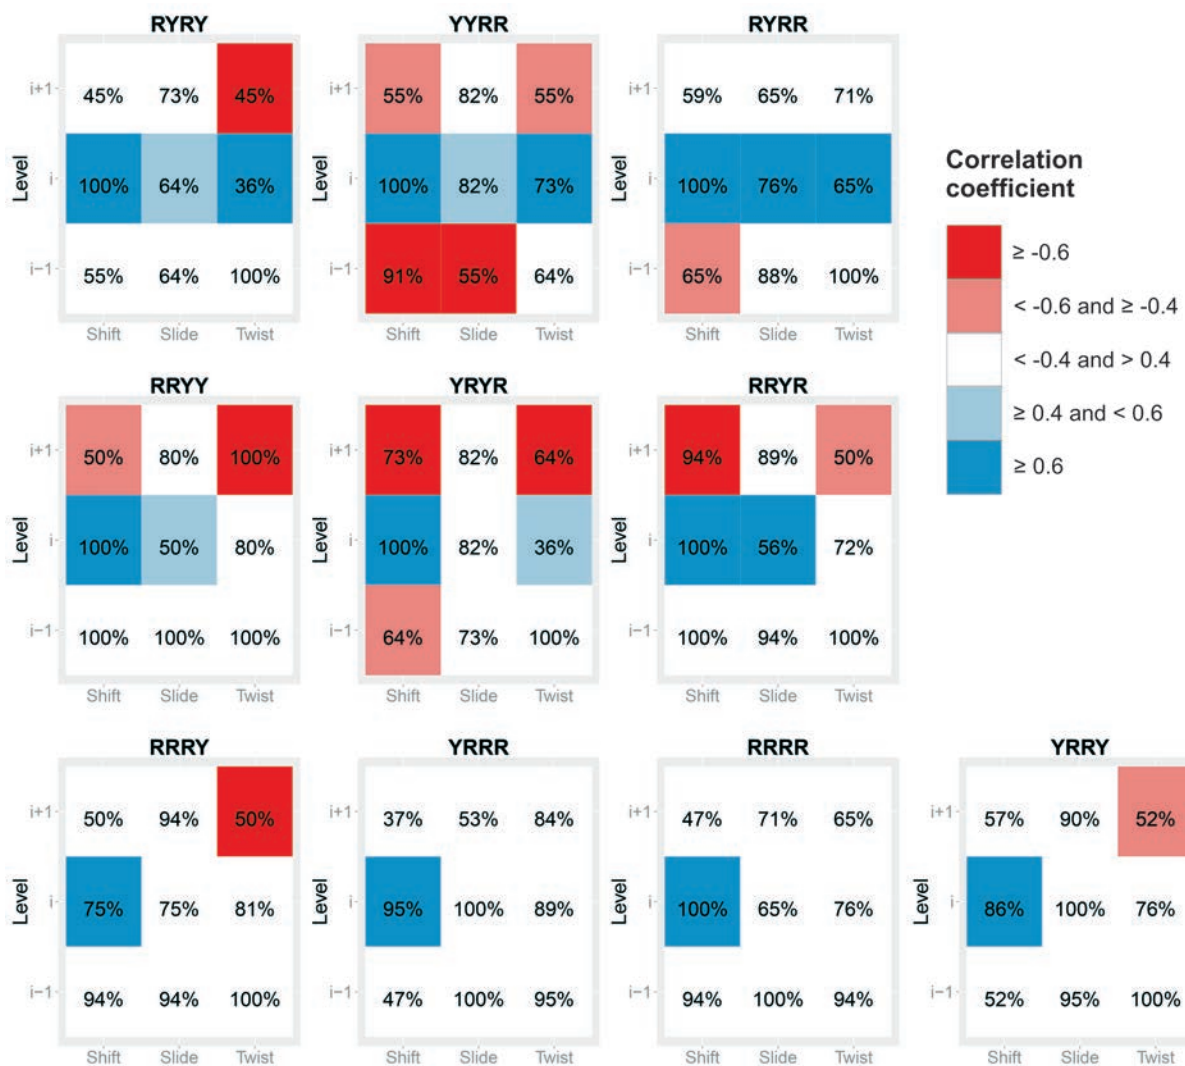 RYRY YYRR RYRR
Level i+1 45% 73% 45% i+1 55% 82% 55% i+1 59% 65% 71%
i 100% 64% 36% i 100% 82% 73% i 100% 76% 65%
i−1 55% 64% 100% i−1 91% 55% 64% i−1 65% 88% 100%
Level Level
Shift Slide Twist Shift Slide Twist Shift Slide Twist
Correlation
coefficient
≥ -0.6
< -0.6 and ≥ -0.4
< -0.4 and > 0.4
≥ 0.4 and < 0.6
≥ 0.6
RRYY YRYR RRYR
Level i+1 50% 80% 100% i+1 73% 82% 64% i+1 94% 89% 50%
i 100% 50% 80% i 100% 82% 36% i 100% 56% 72%
i−1 100% 100% 100% i−1 64% 73% 100% i−1 100% 94% 100%
Level Level
Shift Slide Twist Shift Slide Twist Shift Slide Twist
RRRY YRRR RRRR YRRY
Level i+1 50% 94% 50% i+1 37% 53% 84% i+1 47% 71% 65% i+1 57% 90% 52%
i 75% 75% 81% i 95% 100% 89% i 100% 65% 76% i 86% 100% 76%
i−1 94% 94% 100% i−1 47% 100% 95% i−1 94% 100% 94% i−1 52% 95% 100%
Level Level Level
Shift Slide Twist Shift Slide Twist Shift Slide Twist Shift Slide Twist